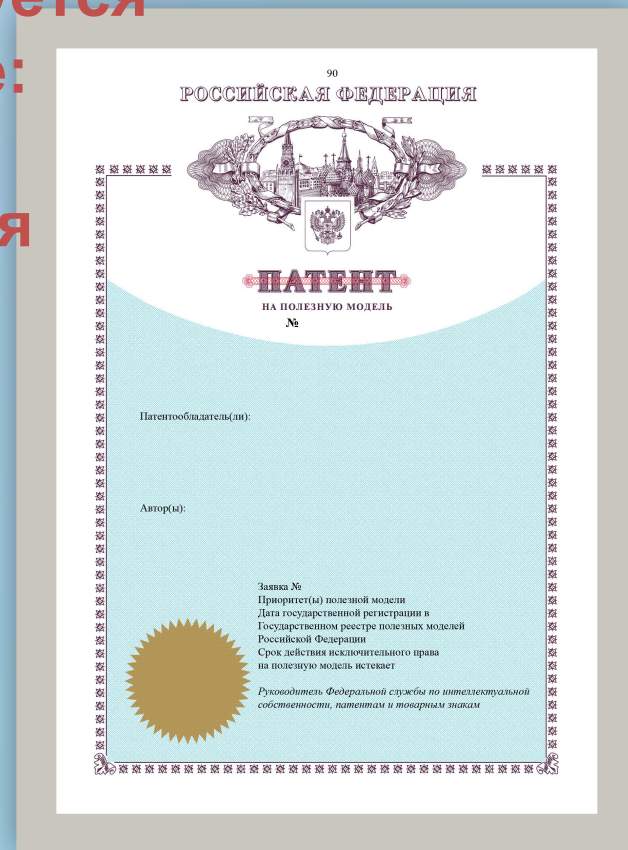 уется
е:
я
90
РОССИЙСКАЯ ФЕДЕРАЦИЯ
ПАТЕНТ
НА ПОЛЕЗНУЮ МОДЕЛЬ
№
Патентообладатель(ли):
Автор(ы):
Заявка №
Приоритет(ы) полезной модели
Дата государственной регистрации в
Государственном реестре полезных моделей
Российской Федерации
Срок действия исключительного права
на полезную модель истекает
Руководитель Федеральной службы по интеллектуальной
собственности, патентам и товарным знакам